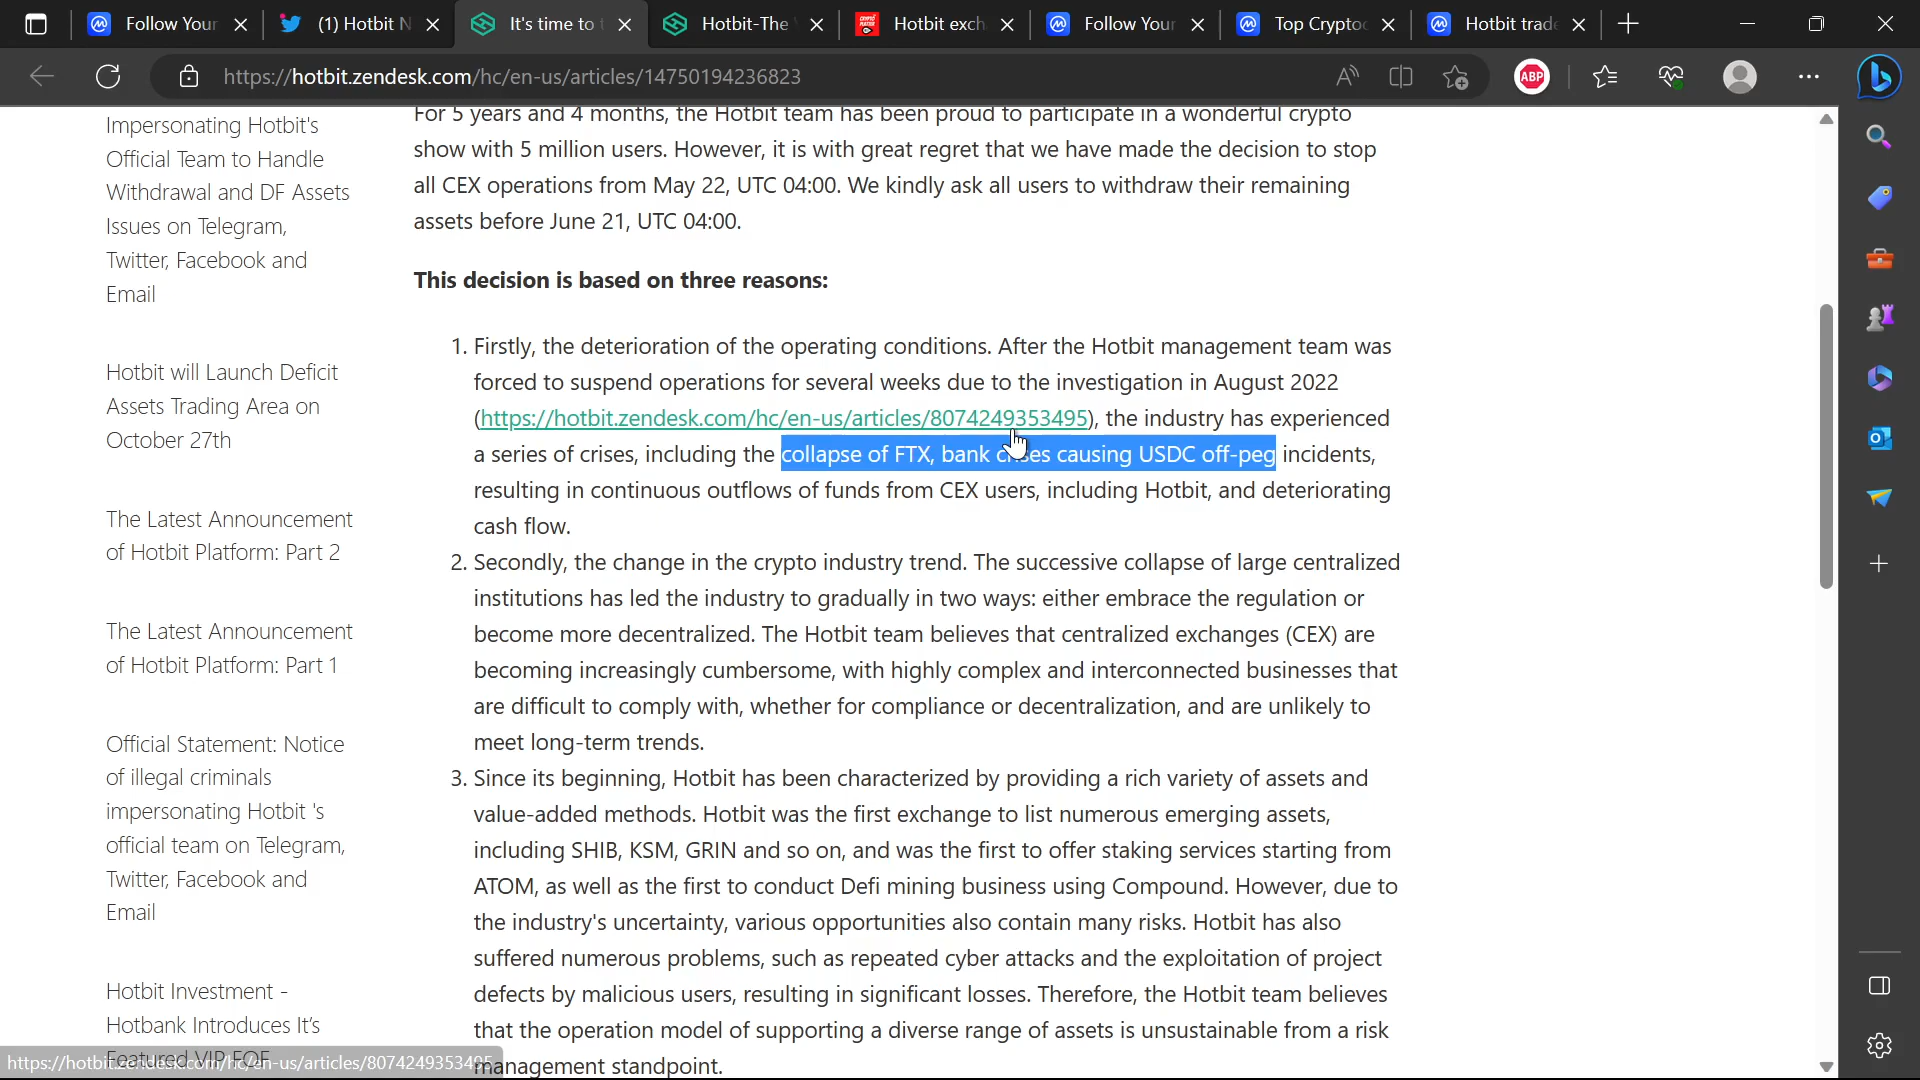 Follow Your
(1) Hotbit N
It's time to t
Hotbit-The
Hotbit exch
Follow Your
Top Cryptoc
Hotbit trade
https://hotbit.zendesk.com/hc/en-us/articles/14750194236823
ABP
Impersonating Hotbit's
Official Team to Handle
Withdrawal and DF Assets
Issues on Telegram,
Twitter, Facebook and
Email
Hotbit will Launch Deficit
Assets Trading Area on
October 27th
The Latest Announcement
of Hotbit Platform: Part 2
The Latest Announcement
of Hotbit Platform: Part 1
Official Statement: Notice
of illegal criminals
impersonating Hotbit 's
official team on Telegram,
Twitter, Facebook and
Email
Hotbit Investment -
Hotbank Introduces It's
Featured VIP FOF
For 5 years and 4 months, the Hotbit team has been proud to participate in a wonderful crypto
show with 5 million users. However, it is with great regret that we have made the decision to stop
all CEX operations from May 22, UTC 04:00. We kindly ask all users to withdraw their remaining
assets before June 21, UTC 04:00.
This decision is based on three reasons:
1. Firstly, the deterioration of the operating conditions. After the Hotbit management team was
forced to suspend operations for several weeks due to the investigation in August 2022
(https://hotbit.zendesk.com/hc/en-us/articles/8074249353495), the industry has experienced
a series of crises, including the collapse of FTX, bank crises causing USDC off-peg incidents,
resulting in continuous outflows of funds from CEX users, including Hotbit, and deteriorating
cash flow.
2. Secondly, the change in the crypto industry trend. The successive collapse of large centralized
institutions has led the industry to gradually in two ways: either embrace the regulation or
become more decentralized. The Hotbit team believes that centralized exchanges (CEX) are
becoming increasingly cumbersome, with highly complex and interconnected businesses that
are difficult to comply with, whether for compliance or decentralization, and are unlikely to
meet long-term trends.
3. Since its beginning, Hotbit has been characterized by providing a rich variety of assets and
value-added methods. Hotbit was the first exchange to list numerous emerging assets,
including SHIB, KSM, GRIN and so on, and was the first to offer staking services starting from
ATOM, as well as the first to conduct Defi mining business using Compound. However, due to
the industry's uncertainty, various opportunities also contain many risks. Hotbit has also
suffered numerous problems, such as repeated cyber attacks and the exploitation of project
defects by malicious users, resulting in significant losses. Therefore, the Hotbit team believes
that the operation model of supporting a diverse range of assets is unsustainable from a risk
management standpoint.
https://hotbit.zendesk.com/hc/en-us/articles/8074249353495